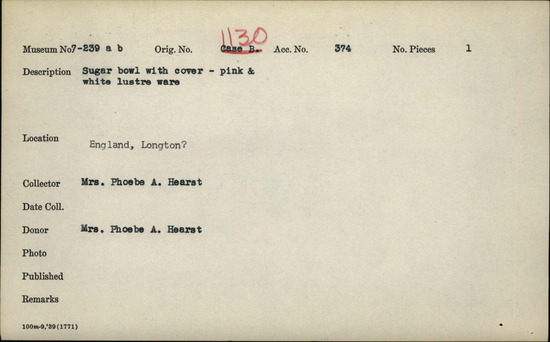 1130
Museum No. 7-239 a b Orig. No. Case B. Acc. No. 374 No. Pieces 1
Description Sugar bowl with cover - pink &
white lustre ware
Location England, Longton?
Collector Mrs. Phoebe A. Hearst
Date Coll.
Donor Mrs. Phoebe A. Hearst
Photo
Published
Remarks
100m-9,'39(1771)